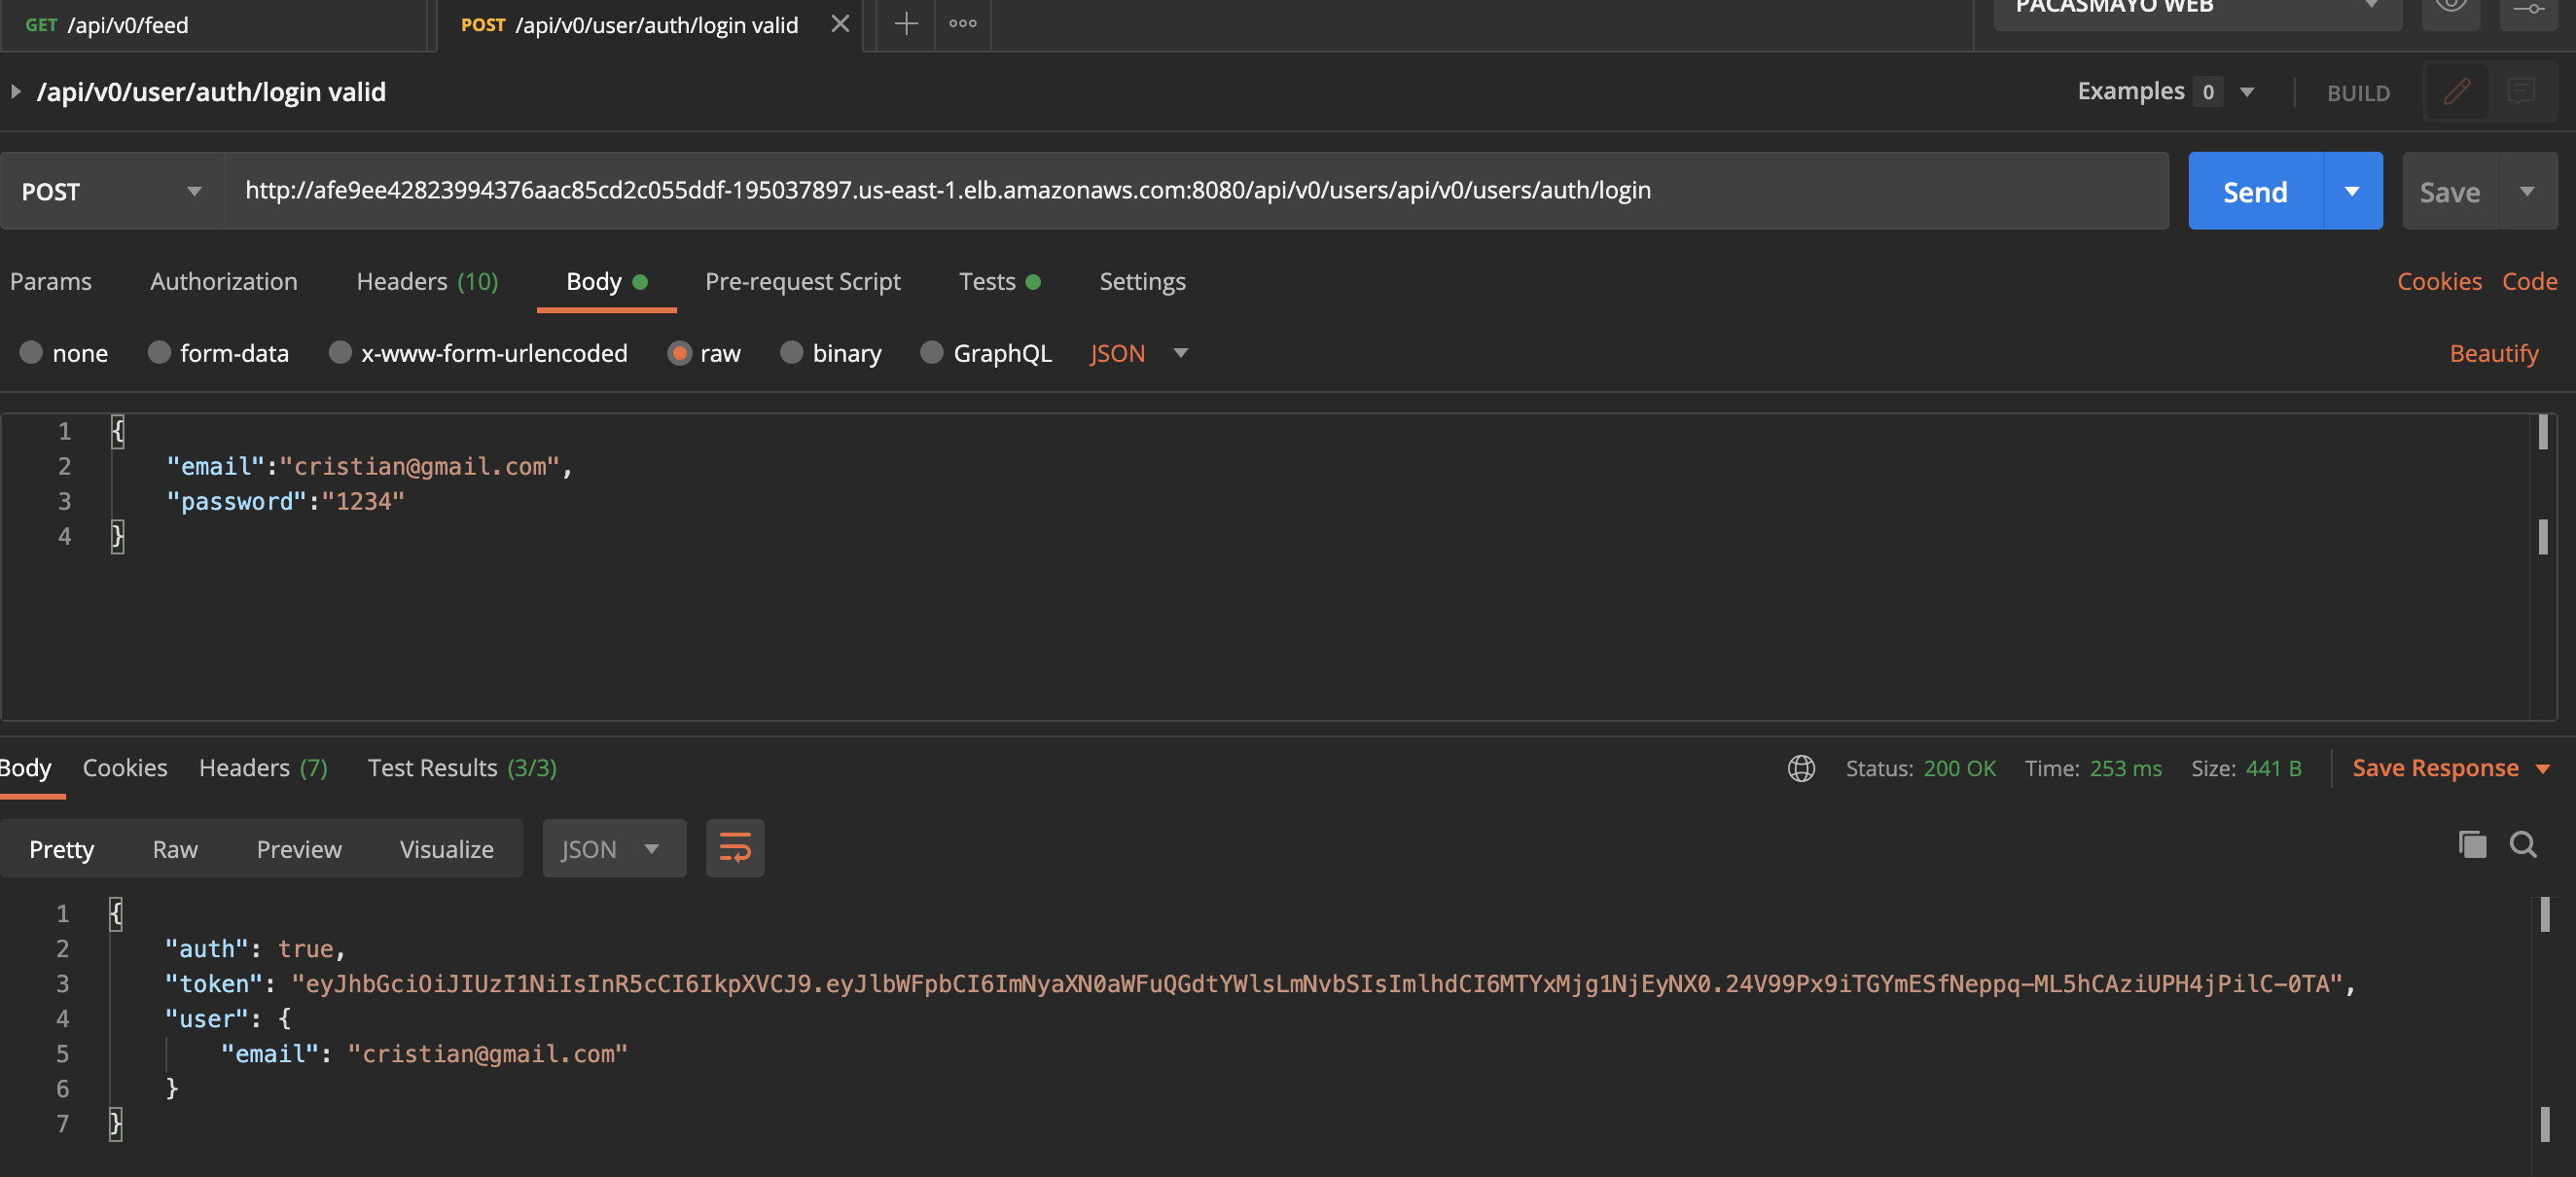 GET /api/v0/feed
POST /api/v0/user/auth/login valid
PACASMAYO WEB
/api/v0/user/auth/login valid
Examples 0
BUILD
POST
http://afe9ee42823994376aac85cd2c055ddf-195037897.us-east-1.elb.amazonaws.com:8080/api/v0/users/api/v0/users/auth/login
Send
Save
Params Authorization Headers (10) Body Pre-request Script Tests Settings Cookies Code
none form-data x-www-form-urlencoded raw binary GraphQL JSON Beautify
1 {
2 "email":"cristian@gmail.com",
3 "password":"1234"
4 }
Body Cookies Headers (7) Test Results (3/3) Status: 200 OK Time: 253 ms Size: 441 B Save Response
Pretty Raw Preview Visualize JSON
1 {
2 "auth": true,
3 "token": "eyJhbGciOiJIUzI1NiIsInR5cCI6IkpXVCJ9.eyJlbWFpbCI6ImNyaXN0aWFuQGdtYWlsLmNvbSIsImlhdCI6MTYxMjg1NjEyNX0.24V99Px9iTGYmESfNeppq-ML5hCAziUPH4jPilC-0TA",
4 "user": {
5 "email": "cristian@gmail.com"
6 }
7 }